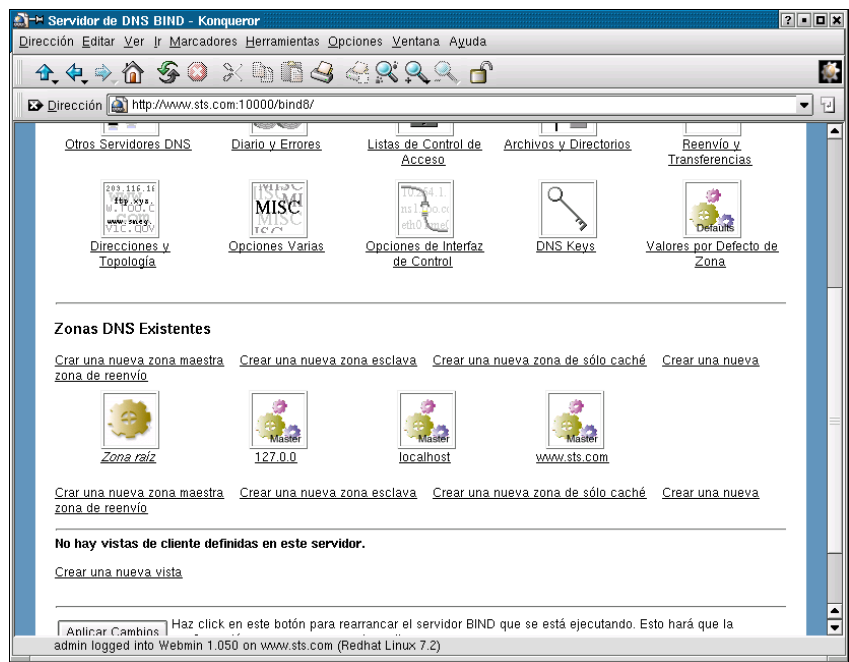 Servidor de DNS BIND - Konqueror
Dirección Editar Ver Ir Marcadores Herramientas Opciones Ventana Ayuda
Dirección http://www.sts.com:10000/bind8/
Otros Servidores DNS Diario y Errores Listas de Control de Archivos y Directorios Reenvío y
Acceso Transferencias
MISC
Defaults
Direcciones y Opciones Varias Opciones de Interfaz DNS Keys Valores por Defecto de
Topología de Control Zona
Zonas DNS Existentes
Crar una nueva zona maestra Crear una nueva zona esclava Crear una nueva zona de sólo caché Crear una nueva
zona de reenvío
Master Master Master
Zona raíz 127.0.0 localhost www.sts.com
Crar una nueva zona maestra Crear una nueva zona esclava Crear una nueva zona de sólo caché Crear una nueva
zona de reenvío
No hay vistas de cliente definidas en este servidor.
Crear una nueva vista
Aplicar Cambios Haz click en este botón para rearrancar el servidor BIND que se está ejecutando. Esto hará que la
admin logged into Webmin 1.050 on www.sts.com (Redhat Linux 7.2)